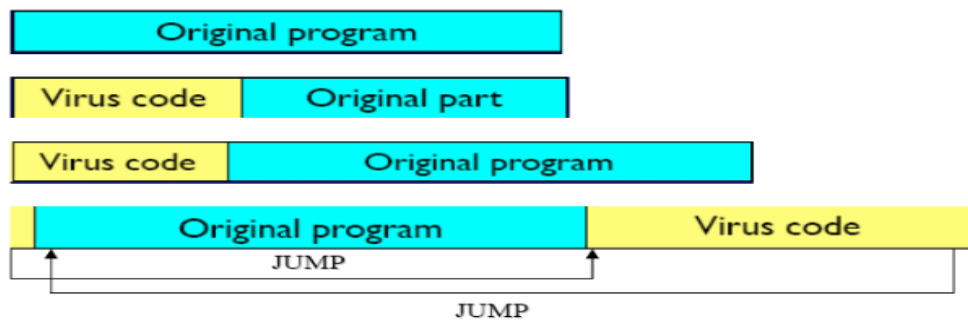 Original program
Virus code Original part
Virus code Original program
Original program Virus code
JUMP
JUMP